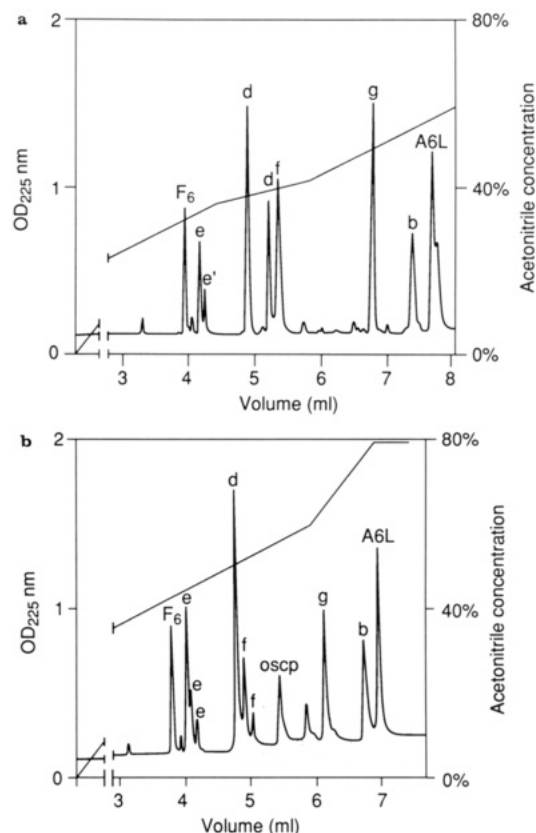 a
2
80%
d
g
A6L
F6
f
d
OD225 nm
1
40%
Acetonitrile concentration
e
b
e'
0
0%
3 4 5 6 7 8
Volume (ml)
b
2
80%
d
A6L
e
F6
g
OD225 nm
1
40%
Acetonitrile concentration
b
f
oscp
e
f
e
0
0%
3 4 5 6 7
Volume (ml)